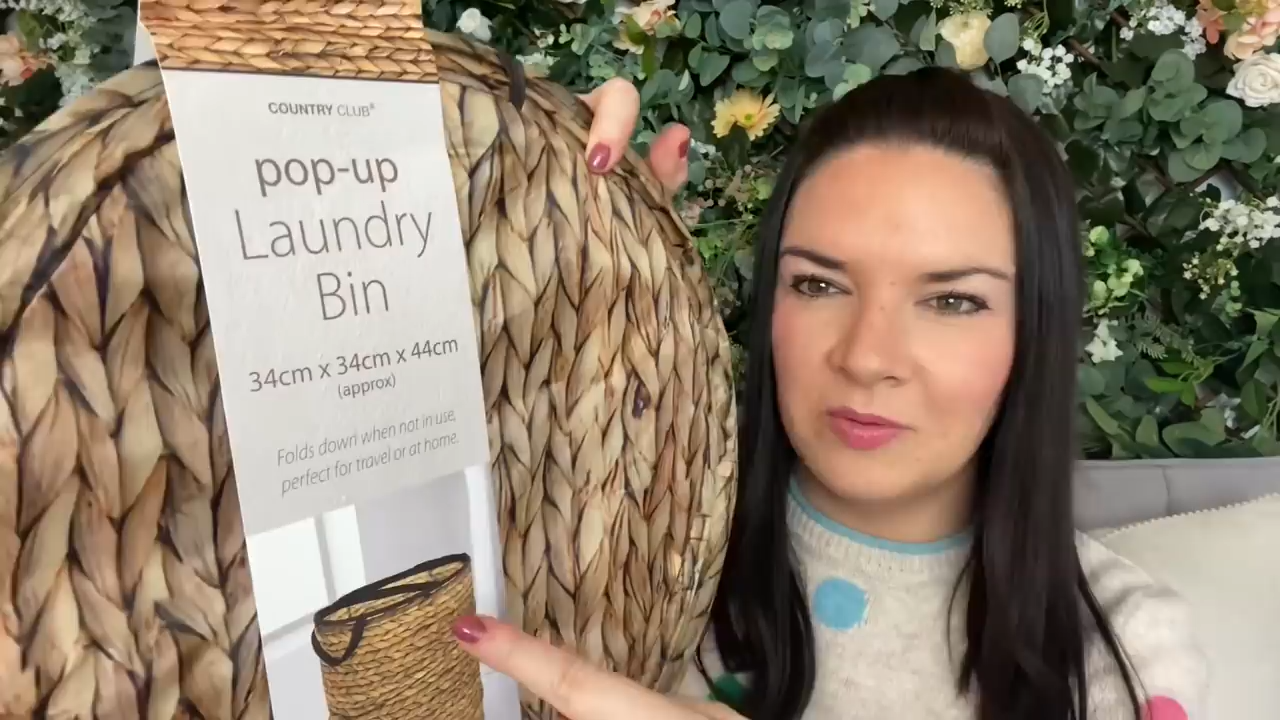 COUNTRY CLUB®
pop-up
Laundry
Bin
34cm x 34cm x 44cm
(approx)
Folds down when not in use,
perfect for travel or at home.